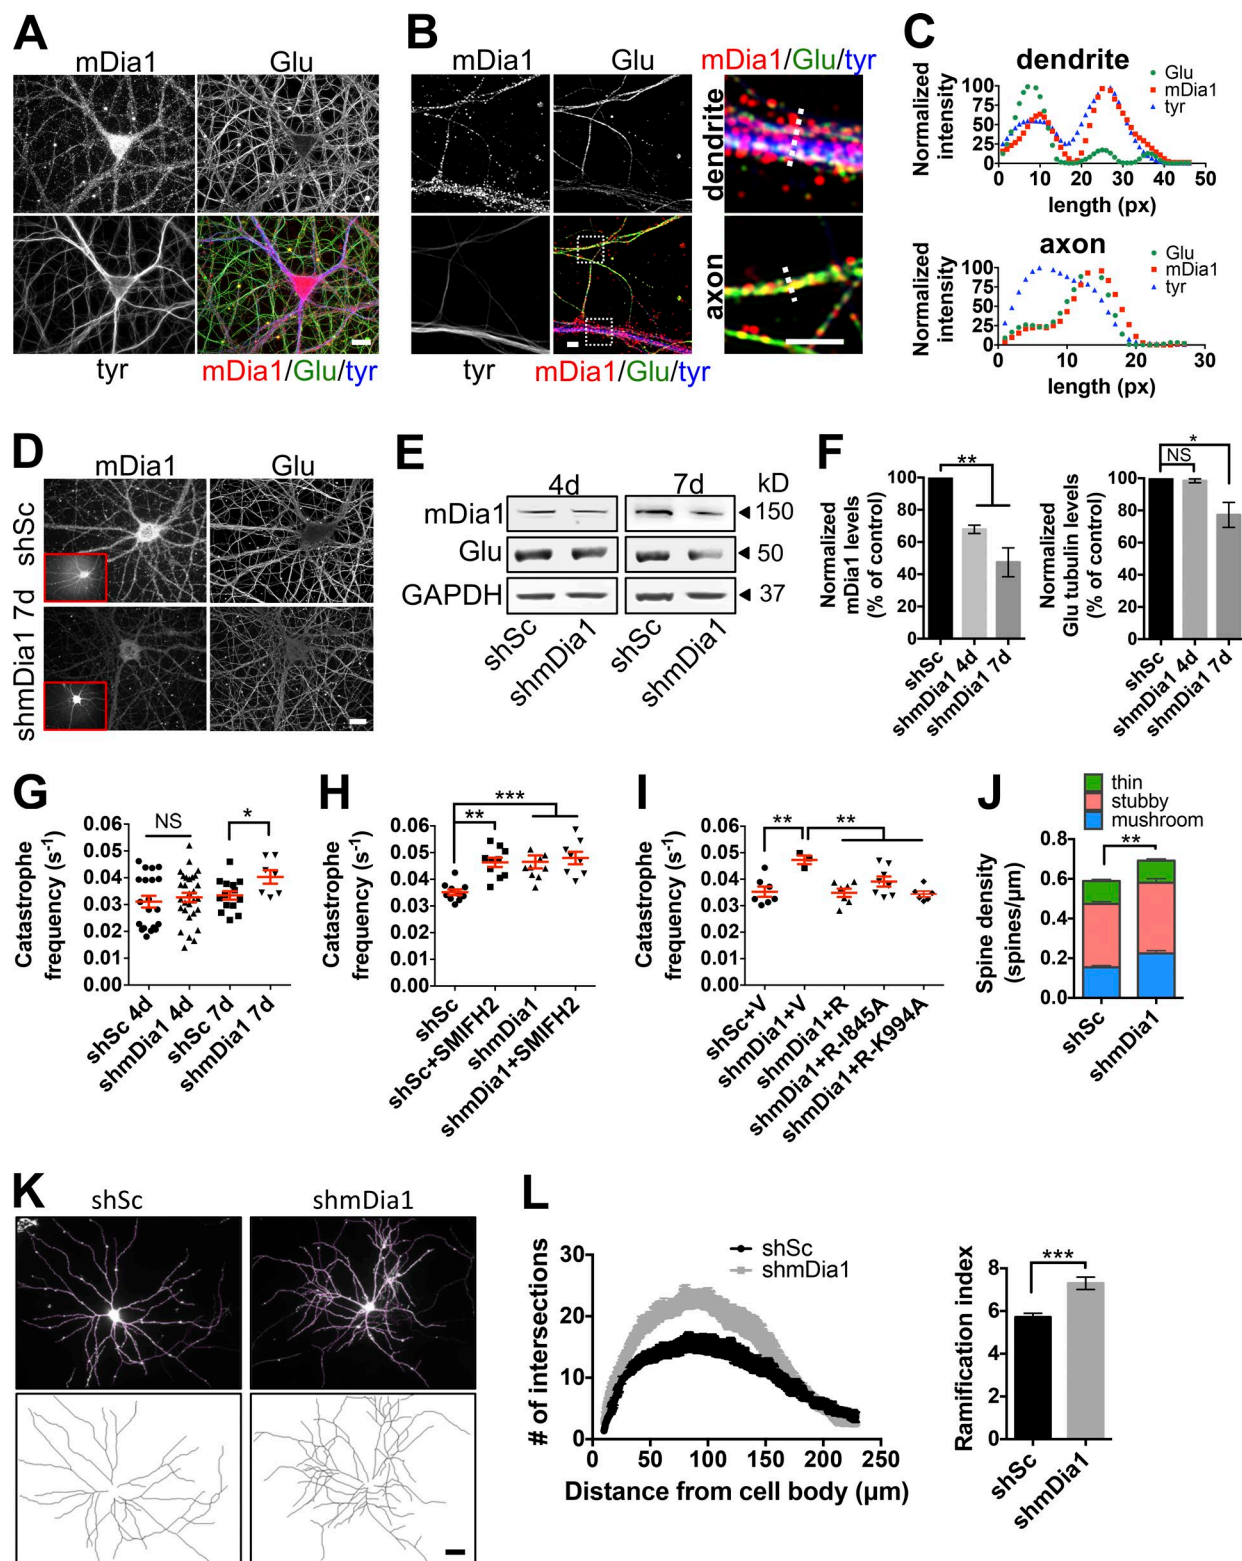 A
mDia1 Glu
tyr mDia1/Glu/tyr
B
mDia1 Glu mDia1/Glu/tyr
dendrite
axon
tyr mDia1/Glu/tyr
C
dendrite
Normalized
intensity
100
75
50
25
0
0 10 20 30 40 50
length (px)
Glu
mDia1
tyr
axon
Normalized
intensity
100
75
50
25
0
0 10 20 30
length (px)
Glu
mDia1
tyr
D
mDia1 Glu
shSc
shmDia1 7d
E
4d 7d kD
mDia1 150
Glu 50
GAPDH 37
shSc shmDia1 shSc shmDia1
F
Normalized
mDia1 levels
(% of control)
100
80
60
40
20
0
**
shSc
shmDia1 4d
shmDia1 7d
Normalized
Glu tubulin levels
(% of control)
100
80
60
40
20
0
*
NS
shSc
shmDia1 4d
shmDia1 7d
G
Catastrophe
frequency (s-1)
0.06
0.05
0.04
0.03
0.02
0.01
0.00
NS *
shSc 4d
shmDia1 4d
shSc 7d
shmDia1 7d
H
Catastrophe
frequency (s-1)
0.06
0.05
0.04
0.03
0.02
0.01
0.00
***
**
shSc
shSc+SMIFH2
shmDia1
shmDia1+SMIFH2
I
Catastrophe
frequency (s-1)
0.06
0.05
0.04
0.03
0.02
0.01
0.00
** **
shSc+V
shmDia1+V
shmDia1+R
shmDia1+R-I845A
shmDia1+R-K994A
J
thin
stubby
mushroom
Spine density
(spines/μm)
0.8
0.6
0.4
0.2
0.0
**
shSc
shmDia1
K
shSc shmDia1
L
# of intersections
30
20
10
0
0 50 100 150 200 250
Distance from cell body (μm)
shSc
shmDia1
Ramification index
8
6
4
2
0
***
shSc
shmDia1